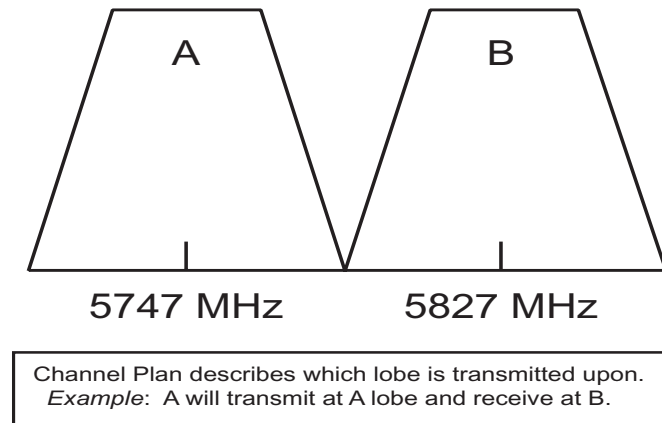 A B
5747 MHz 5827 MHz
Channel Plan describes which lobe is transmitted upon.
Example: A will transmit at A lobe and receive at B.